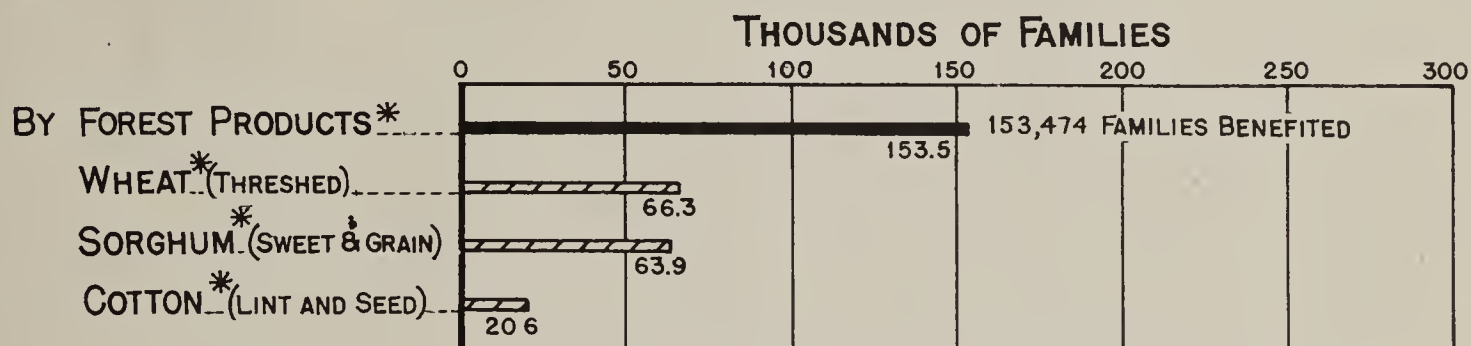 THOUSANDS OF FAMILIES
0 50 100 150 200 250 300
BY FOREST PRODUCTS* 153,474 FAMILIES BENEFITED
153.5
WHEAT* (THRESHED)
66.3
SORGHUM* (SWEET & GRAIN)
63.9
COTTON* (LINT AND SEED)
20 6